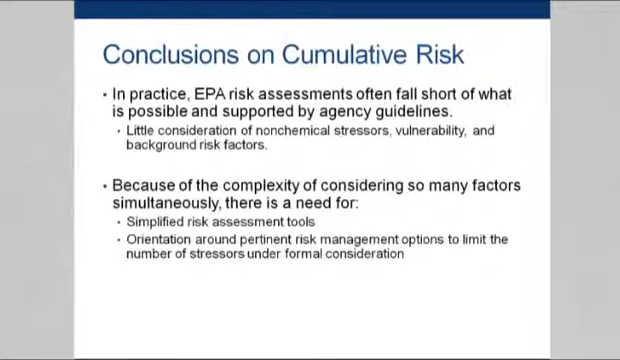 Conclusions on Cumulative Risk
• In practice, EPA risk assessments often fall short of what
is possible and supported by agency guidelines.
• Little consideration of nonchemical stressors, vulnerability, and
background risk factors.
• Because of the complexity of considering so many factors
simultaneously, there is a need for:
• Simplified risk assessment tools
• Orientation around pertinent risk management options to limit the
number of stressors under formal consideration